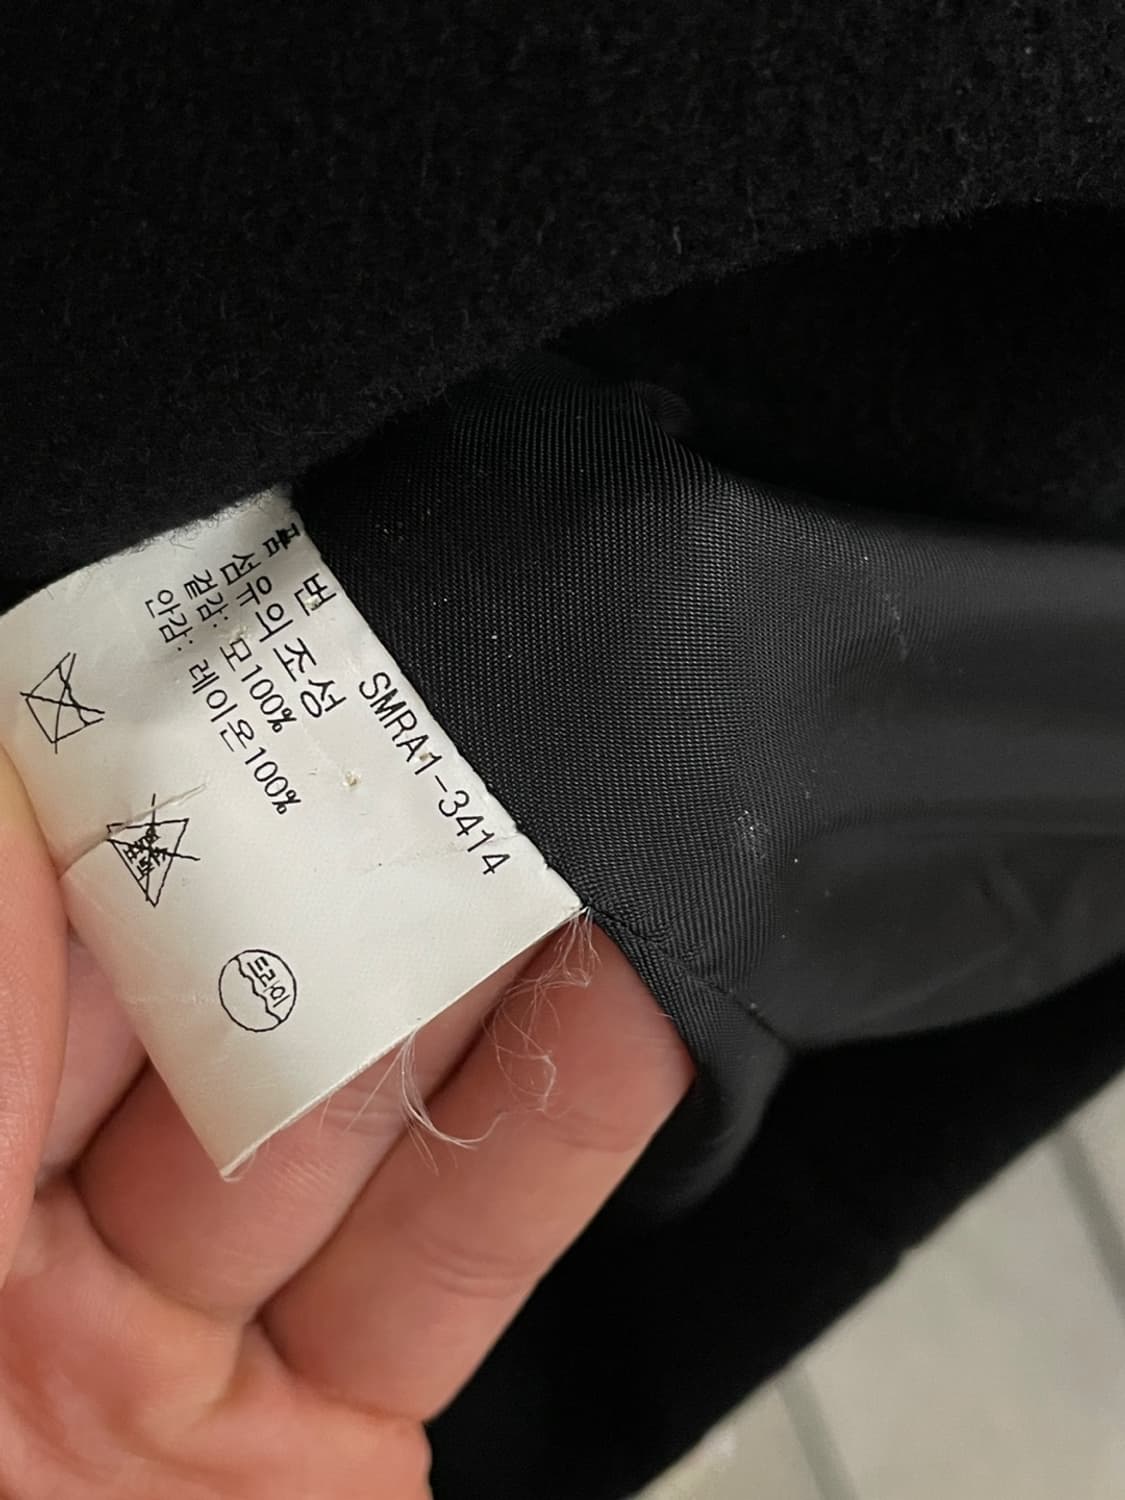 품 번 SMRA1-3414
섬유의조성
겉감: 모100%
안감: 레이온100%
드라이